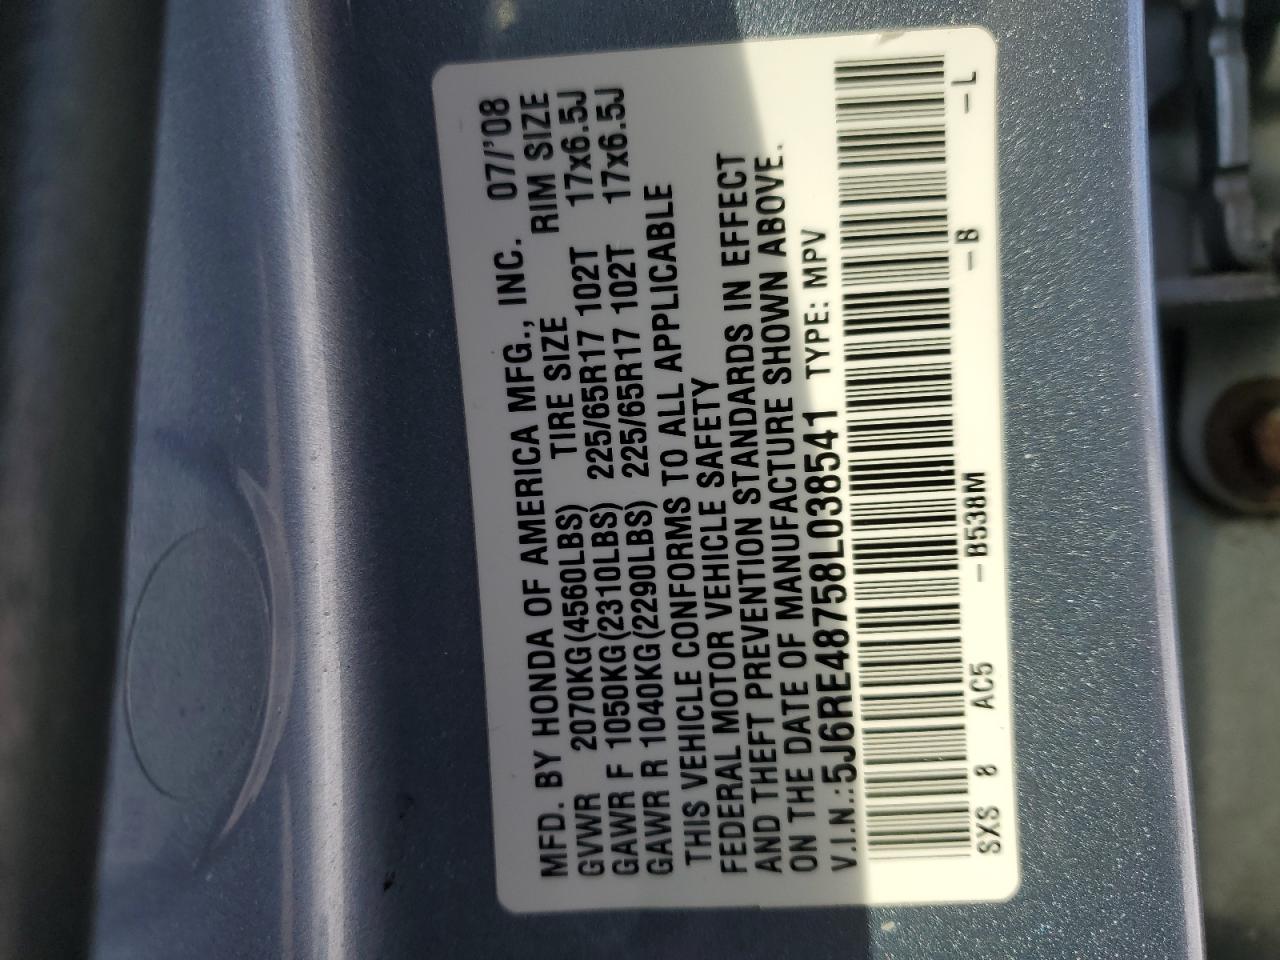 MFD. BY HONDA OF AMERICA MFG., INC. 07/'08
TIRE SIZE RIM SIZE
GVWR 2070KG(4560LBS)
GAWR F 1050KG(2310LBS) 225/65R17 102T 17x6.5J
GAWR R 1040KG(2290LBS) 225/65R17 102T 17x6.5J
THIS VEHICLE CONFORMS TO ALL APPLICABLE
FEDERAL MOTOR VEHICLE SAFETY
AND THEFT PREVENTION STANDARDS IN EFFECT
ON THE DATE OF MANUFACTURE SHOWN ABOVE.
V.I.N.:5J6RE48758L038541 TYPE: MPV
SXS 8 AC5 -B538M -B -L